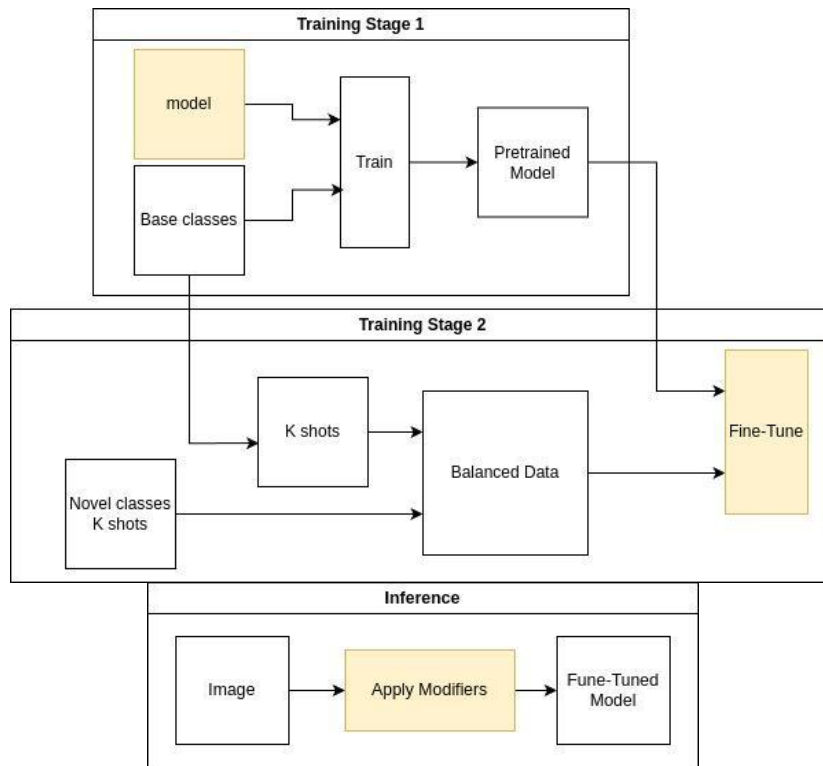 Training Stage 1
model
Base classes
Train
Pretrained
Model
Training Stage 2
K shots
Novel classes
K shots
Balanced Data
Fine-Tune
Inference
Image
Apply Modifiers
Fune-Tuned
Model